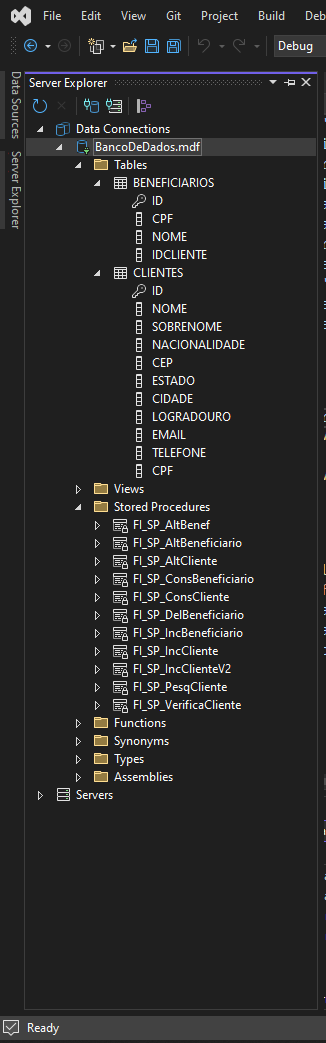 File Edit View Git Project Build De
Debug
Data Sources
Server Explorer
Server Explorer
Data Connections
BancoDeDados.mdf
Tables
BENEFICIARIOS
ID
CPF
NOME
IDCLIENTE
CLIENTES
ID
NOME
SOBRENOME
NACIONALIDADE
CEP
ESTADO
CIDADE
LOGRADOURO
EMAIL
TELEFONE
CPF
Views
Stored Procedures
FI_SP_AltBenef
FI_SP_AltBeneficiario
FI_SP_AltCliente
FI_SP_ConsBeneficiario
FI_SP_ConsCliente
FI_SP_DelBeneficiario
FI_SP_IncBeneficiario
FI_SP_IncCliente
FI_SP_IncClienteV2
FI_SP_PesqCliente
FI_SP_VerificaCliente
Functions
Synonyms
Types
Assemblies
Servers
Ready